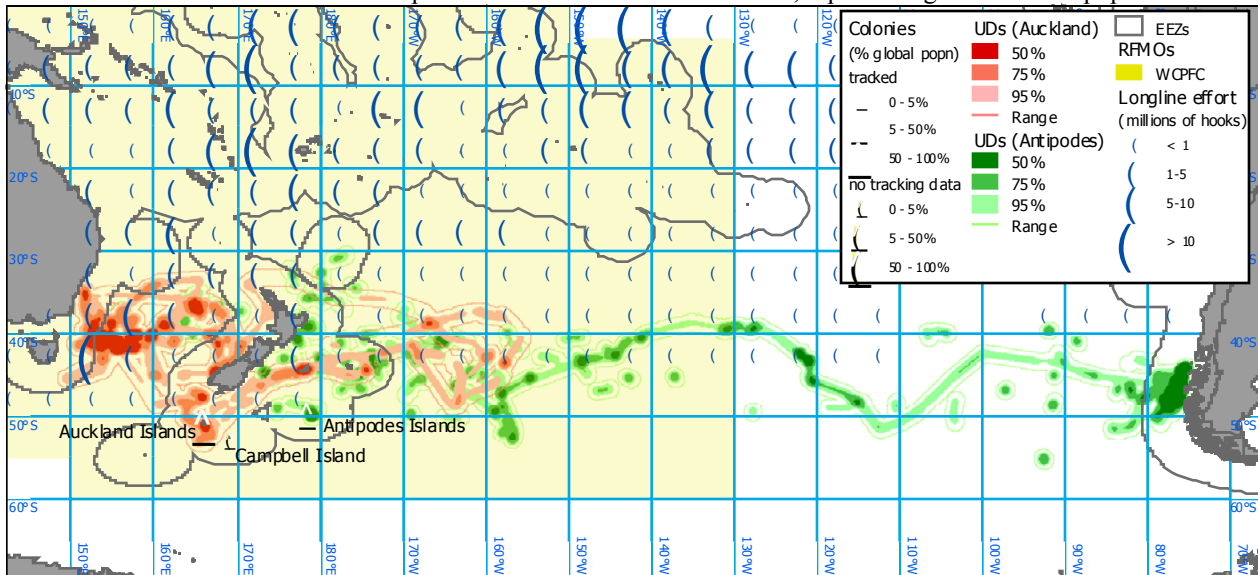 150°E
160°E
170°E
180°E
170°W
160°W
150°W
140°W
130°W
120°W
10°S
20°S
30°S
40°S
50°S
60°S
Auckland Islands
Antipodes Islands
Campbell Island
Colonies
(% global popn)
tracked
0 - 5%
5 - 50%
50 - 100%
no tracking data
0 - 5%
5 - 50%
50 - 100%
UDs (Auckland)
50%
75%
95%
Range
UDs (Antipodes)
50%
75%
95%
Range
EEZs
RFMOs
WCPFC
Longline effort
(millions of hooks)
< 1
1-5
5-10
> 10
50°S
60°S
150°E
160°E
170°E
180°E
170°W
160°W
150°W
140°W
130°W
120°W
110°W
100°W
90°W
80°W
70°W